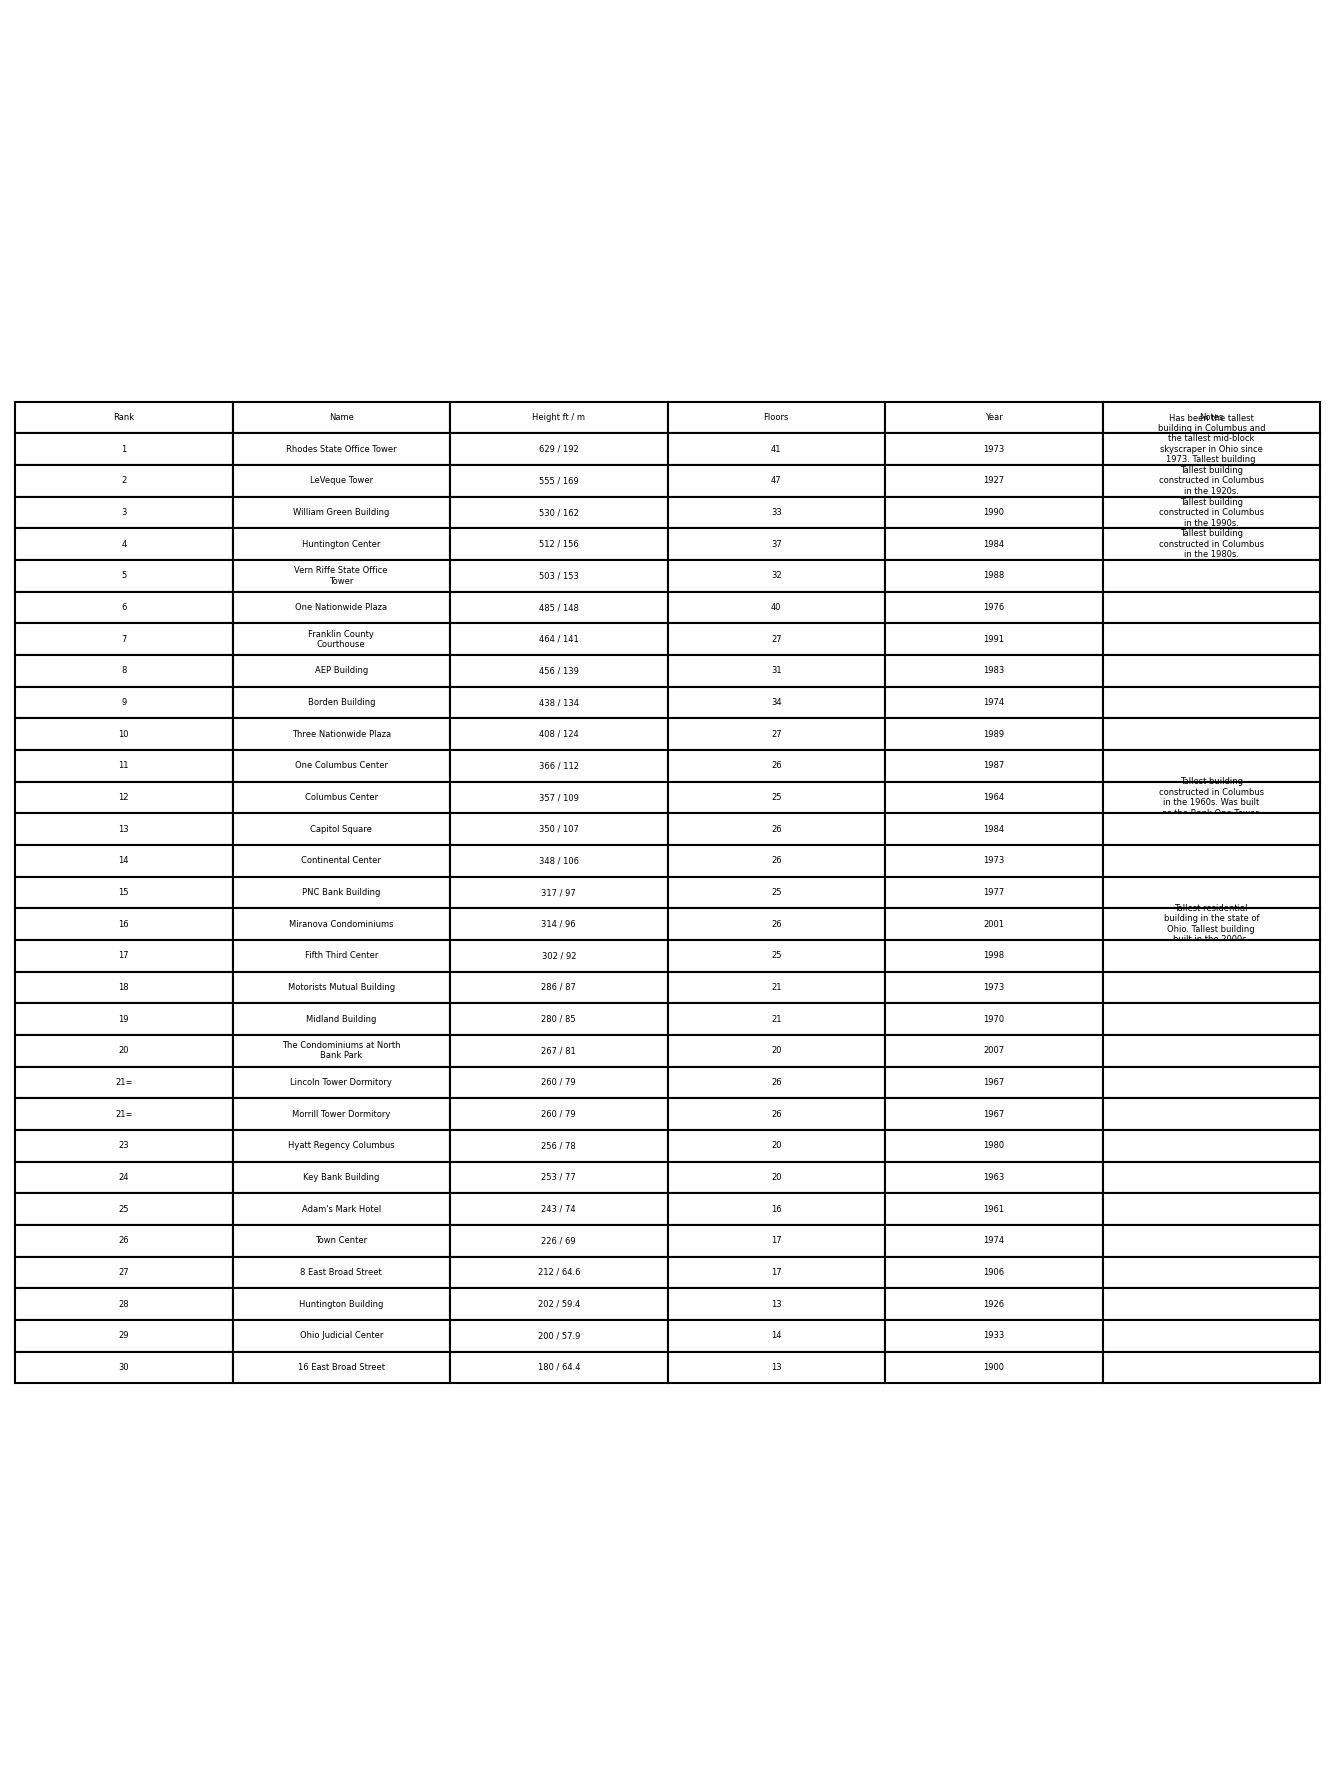 Rank Name Height ft / m Floors Year Notes
1 Rhodes State Office Tower 629 / 192 41 1973 Has been the tallest
building in Columbus and
the tallest mid-block
skyscraper in Ohio since
1973. Tallest building
2 LeVeque Tower 555 / 169 47 1927 Tallest building
constructed in Columbus
in the 1920s.
3 William Green Building 530 / 162 33 1990 Tallest building
constructed in Columbus
in the 1990s.
4 Huntington Center 512 / 156 37 1984 Tallest building
constructed in Columbus
in the 1980s.
5 Vern Riffe State Office
Tower 503 / 153 32 1988
6 One Nationwide Plaza 485 / 148 40 1976
7 Franklin County
Courthouse 464 / 141 27 1991
8 AEP Building 456 / 139 31 1983
9 Borden Building 438 / 134 34 1974
10 Three Nationwide Plaza 408 / 124 27 1989
11 One Columbus Center 366 / 112 26 1987
12 Columbus Center 357 / 109 25 1964 Tallest building
constructed in Columbus
in the 1960s. Was built
as the Bank One Tower
13 Capitol Square 350 / 107 26 1984
14 Continental Center 348 / 106 26 1973
15 PNC Bank Building 317 / 97 25 1977
16 Miranova Condominiums 314 / 96 26 2001 Tallest residential
building in the state of
Ohio. Tallest building
built in the 2000s
17 Fifth Third Center 302 / 92 25 1998
18 Motorists Mutual Building 286 / 87 21 1973
19 Midland Building 280 / 85 21 1970
20 The Condominiums at North
Bank Park 267 / 81 20 2007
21= Lincoln Tower Dormitory 260 / 79 26 1967
21= Morrill Tower Dormitory 260 / 79 26 1967
23 Hyatt Regency Columbus 256 / 78 20 1980
24 Key Bank Building 253 / 77 20 1963
25 Adam's Mark Hotel 243 / 74 16 1961
26 Town Center 226 / 69 17 1974
27 8 East Broad Street 212 / 64.6 17 1906
28 Huntington Building 202 / 59.4 13 1926
29 Ohio Judicial Center 200 / 57.9 14 1933
30 16 East Broad Street 180 / 64.4 13 1900